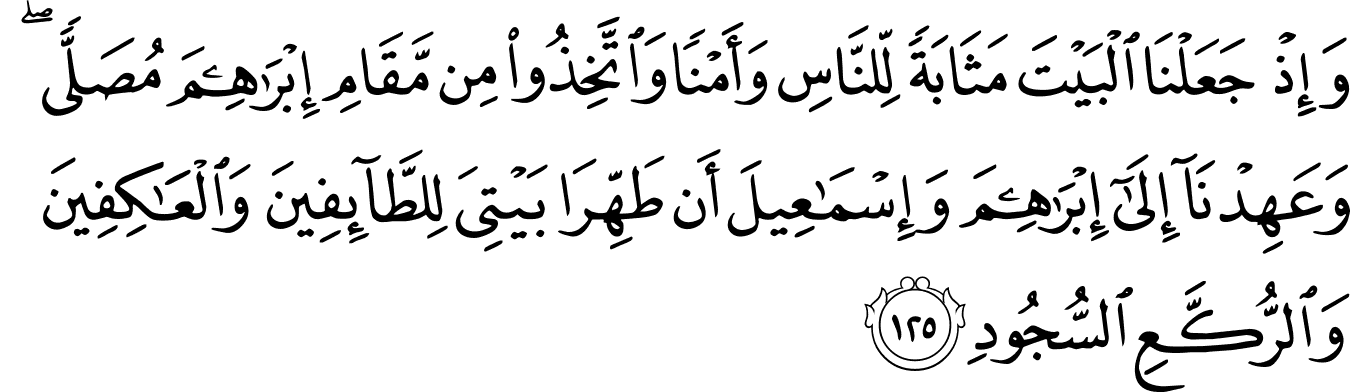 وَإِذْ جَعَلْنَا ٱلْبَيْتَ مَثَابَةً لِّلنَّاسِ وَأَمْنًا وَٱتَّخِذُوا۟ مِن مَّقَامِ إِبْرَٰهِـۧمَ مُصَلًّى ۖ
وَعَهِدْنَآ إِلَىٰٓ إِبْرَٰهِـۧمَ وَإِسْمَـٰعِيلَ أَن طَهِّرَا بَيْتِىَ لِلطَّآئِفِينَ وَٱلْعَـٰكِفِينَ
وَٱلرُّكَّعِ ٱلسُّجُودِ ١٢٥